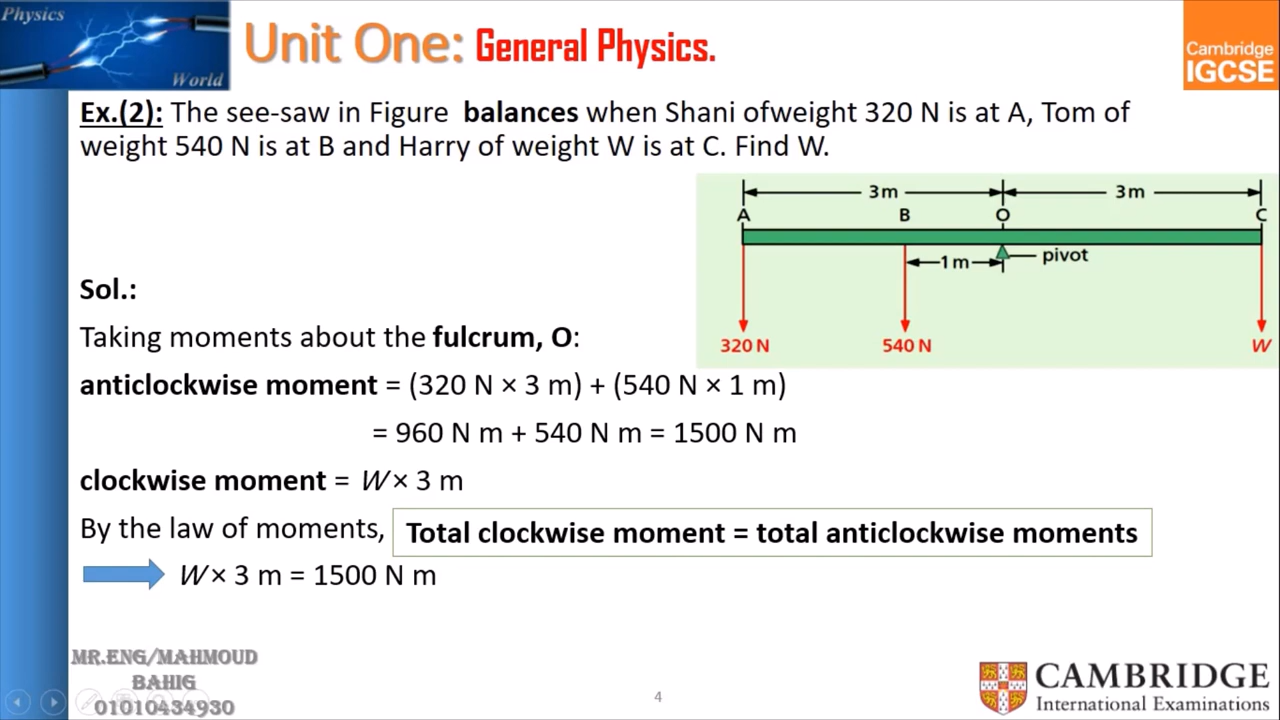 Physics
World
Unit One: General Physics.
Cambridge
IGCSE
Ex.(2): The see-saw in Figure balances when Shani ofweight 320 N is at A, Tom of
weight 540 N is at B and Harry of weight W is at C. Find W.
3 m 3 m
A B O C
1 m pivot
320 N 540 N W
Sol.:
Taking moments about the fulcrum, O:
anticlockwise moment = (320 N × 3 m) + (540 N × 1 m)
= 960 N m + 540 N m = 1500 N m
clockwise moment = W × 3 m
By the law of moments, Total clockwise moment = total anticlockwise moments
W × 3 m = 1500 N m
MR.ENG/MAHMOUD
BAHIG
01010434930
4
CAMBRIDGE
International Examinations